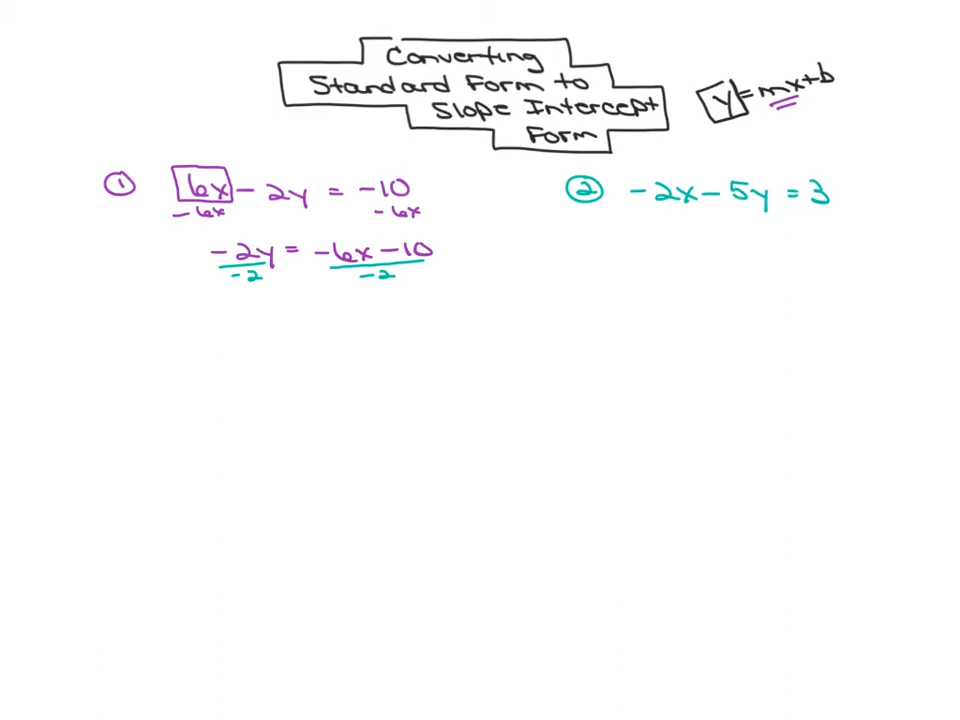 Converting
Standard Form to
Slope Intercept
Form
y = mx+b
① 6x - 2y = -10
-6x -6x
-2y = -6x - 10
-2 -2
② -2x - 5y = 3